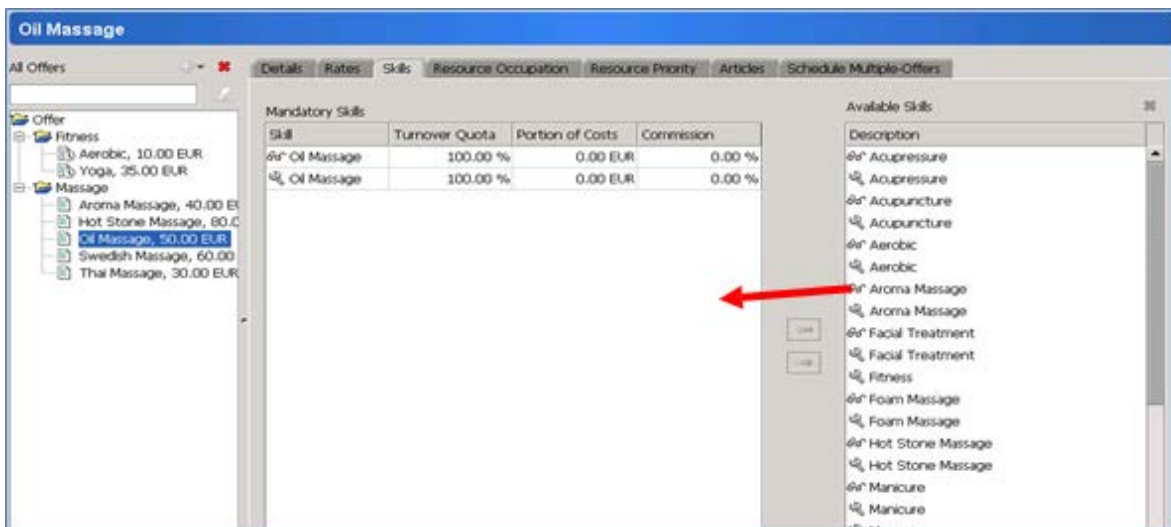 Oil Massage
All Offers
Details Rates Skills Resource Occupation Resource Priority Articles Schedule Multiple-Offers
Offer
Fitness
Aerobic, 10.00 EUR
Yoga, 35.00 EUR
Massage
Aroma Massage, 40.00 EU
Hot Stone Massage, 80.0
Oil Massage, 50.00 EUR
Swedish Massage, 60.00
Thai Massage, 30.00 EUR
Mandatory Skills
Skill Turnover Quota Portion of Costs Commission
Oil Massage 100.00 % 0.00 EUR 0.00 %
Oil Massage 100.00 % 0.00 EUR 0.00 %
Available Skills
Description
Acupressure
Acupressure
Acupuncture
Acupuncture
Aerobic
Aerobic
Aroma Massage
Aroma Massage
Facial Treatment
Facial Treatment
Fitness
Foam Massage
Foam Massage
Hot Stone Massage
Hot Stone Massage
Manicure
Manicure